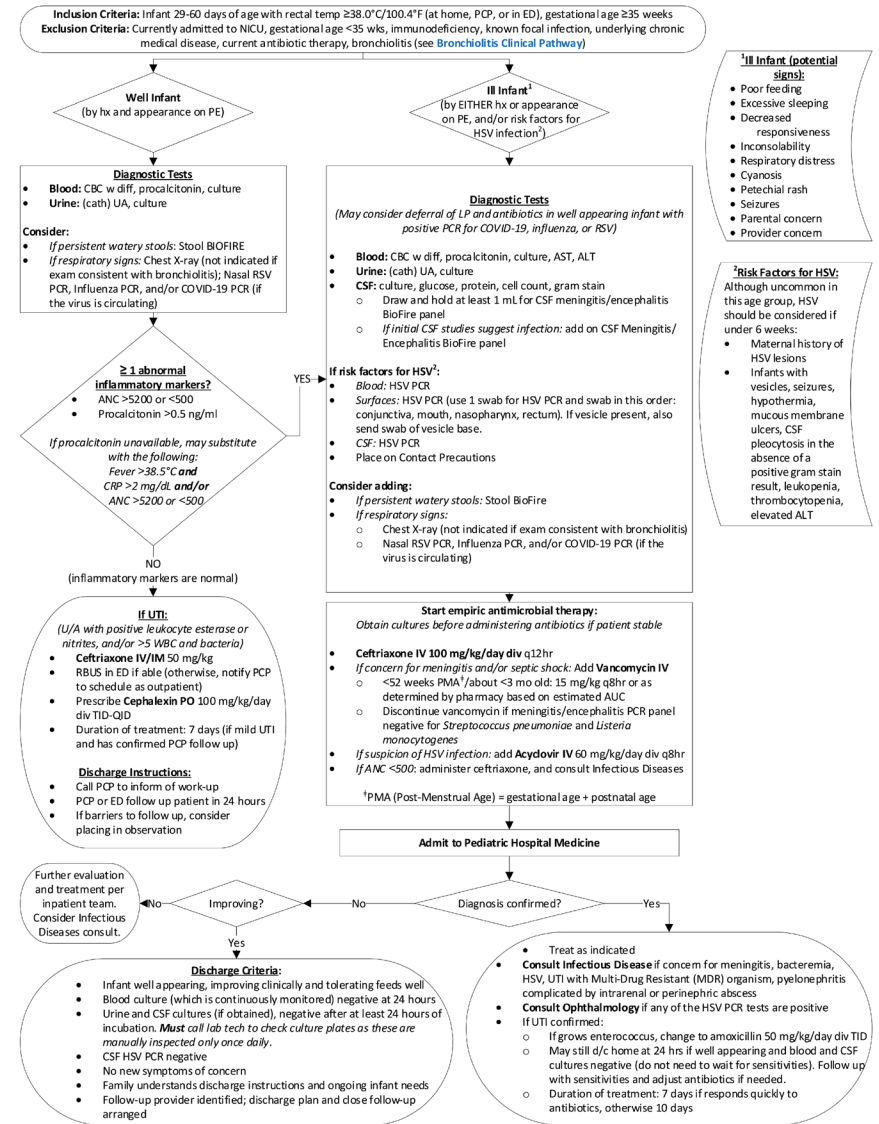 Inclusion Criteria: Infant 29-60 days of age with rectal temp ≥38.0°C/100.4°F (at home, PCP, or in ED), gestational age ≥35 weeks
Exclusion Criteria: Currently admitted to NICU, gestational age <35 wks, immunodeficiency, known focal infection, underlying chronic
medical disease, current antibiotic therapy, bronchiolitis (see Bronchiolitis Clinical Pathway)
Well Infant
(by hx and appearance on PE)
Ill Infant1
(by EITHER hx or appearance
on PE, and/or risk factors for
HSV infection2)
1Ill Infant (potential
signs):
• Poor feeding
• Excessive sleeping
• Decreased
responsiveness
• Inconsolability
• Respiratory distress
• Cyanosis
• Petechial rash
• Seizures
• Parental concern
• Provider concern
Diagnostic Tests
• Blood: CBC w diff, procalcitonin, culture
• Urine: (cath) UA, culture
Consider:
• If persistent watery stools: Stool BIOFIRE
• If respiratory signs: Chest X-ray (not indicated if
exam consistent with bronchiolitis); Nasal RSV
PCR, Influenza PCR, and/or COVID-19 PCR (if
the virus is circulating)
Diagnostic Tests
(May consider deferral of LP and antibiotics in well appearing infant with
positive PCR for COVID-19, influenza, or RSV)
• Blood: CBC w diff, procalcitonin, culture, AST, ALT
• Urine: (cath) UA, culture
• CSF: culture, glucose, protein, cell count, gram stain
o Draw and hold at least 1 mL for CSF meningitis/encephalitis
BioFire panel
o If initial CSF studies suggest infection: add on CSF Meningitis/
Encephalitis BioFire panel
If risk factors for HSV2:
• Blood: HSV PCR
• Surfaces: HSV PCR (use 1 swab for HSV PCR and swab in this order:
conjunctiva, mouth, nasopharynx, rectum). If vesicle present, also
send swab of vesicle base.
• CSF: HSV PCR
• Place on Contact Precautions
Consider adding:
• If persistent watery stools: Stool BioFire
• If respiratory signs:
o Chest X-ray (not indicated if exam consistent with bronchiolitis)
o Nasal RSV PCR, Influenza PCR, and/or COVID-19 PCR (if the
virus is circulating)
2Risk Factors for HSV:
Although uncommon in
this age group, HSV
should be considered if
under 6 weeks:
• Maternal history of
HSV lesions
• Infants with
vesicles, seizures,
hypothermia,
mucous membrane
ulcers, CSF
pleocytosis in the
absence of a
positive gram stain
result, leukopenia,
thrombocytopenia,
elevated ALT
≥ 1 abnormal
inflammatory markers?
• ANC >5200 or <500
• Procalcitonin >0.5 ng/ml
If procalcitonin unavailable, may substitute
with the following:
Fever >38.5°C and
CRP >2 mg/dL and/or
ANC >5200 or <500
YES
NO
(inflammatory markers are normal)
If UTI:
(U/A with positive leukocyte esterase or
nitrites, and/or >5 WBC and bacteria)
• Ceftriaxone IV/IM 50 mg/kg
• RBUS in ED if able (otherwise, notify PCP
to schedule as outpatient)
• Prescribe Cephalexin PO 100 mg/kg/day
div TID-QID
• Duration of treatment: 7 days (if mild UTI
and has confirmed PCP follow up)
Discharge Instructions:
• Call PCP to inform of work-up
• PCP or ED follow up patient in 24 hours
• If barriers to follow up, consider
placing in observation
Start empiric antimicrobial therapy:
Obtain cultures before administering antibiotics if patient stable
• Ceftriaxone IV 100 mg/kg/day div q12hr
• If concern for meningitis and/or septic shock: Add Vancomycin IV
o <52 weeks PMA‡/about <3 mo old: 15 mg/kg q8hr or as
determined by pharmacy based on estimated AUC
o Discontinue vancomycin if meningitis/encephalitis PCR panel
negative for Streptococcus pneumoniae and Listeria
monocytogenes
• If suspicion of HSV infection: add Acyclovir IV 60 mg/kg/day div q8hr
• If ANC <500: administer ceftriaxone, and consult Infectious Diseases
‡PMA (Post-Menstrual Age) = gestational age + postnatal age
Admit to Pediatric Hospital Medicine
Diagnosis confirmed?
No
Yes
Improving?
No
Yes
Further evaluation
and treatment per
inpatient team.
Consider Infectious
Diseases consult.
Discharge Criteria:
• Infant well appearing, improving clinically and tolerating feeds well
• Blood culture (which is continuously monitored) negative at 24 hours
• Urine and CSF cultures (if obtained), negative after at least 24 hours of
incubation. Must call lab tech to check culture plates as these are
manually inspected only once daily.
• CSF HSV PCR negative
• No new symptoms of concern
• Family understands discharge instructions and ongoing infant needs
• Follow-up provider identified; discharge plan and close follow-up
arranged
• Treat as indicated
• Consult Infectious Disease if concern for meningitis, bacteremia,
HSV, UTI with Multi-Drug Resistant (MDR) organism, pyelonephritis
complicated by intrarenal or perinephric abscess
• Consult Ophthalmology if any of the HSV PCR tests are positive
• If UTI confirmed:
o If grows enterococcus, change to amoxicillin 50 mg/kg/day div TID
o May still d/c home at 24 hrs if well appearing and blood and CSF
cultures negative (do not need to wait for sensitivities). Follow up
with sensitivities and adjust antibiotics if needed.
o Duration of treatment: 7 days if responds quickly to
antibiotics, otherwise 10 days